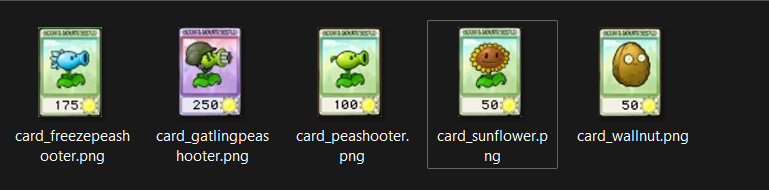 175
250
100
50
50
card_freezepeash
ooter.png
card_gatlingpeas
hooter.png
card_peashooter.
png
card_sunflower.p
ng
card_wallnut.png